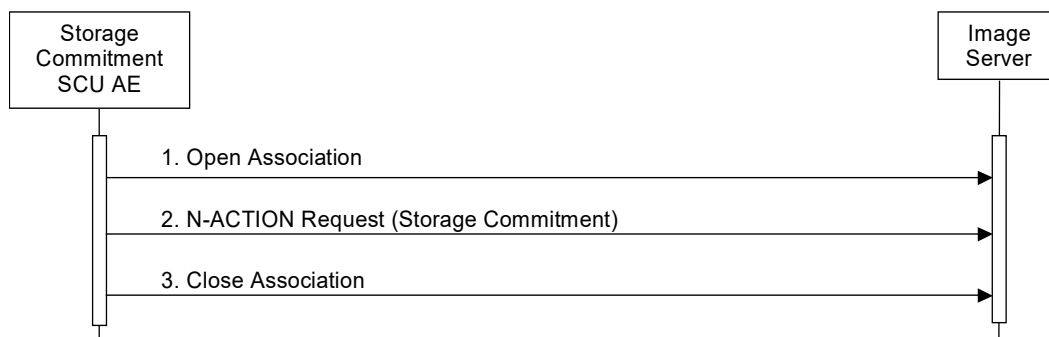 Storage
Commitment
SCU AE
Image
Server
1. Open Association
2. N-ACTION Request (Storage Commitment)
3. Close Association